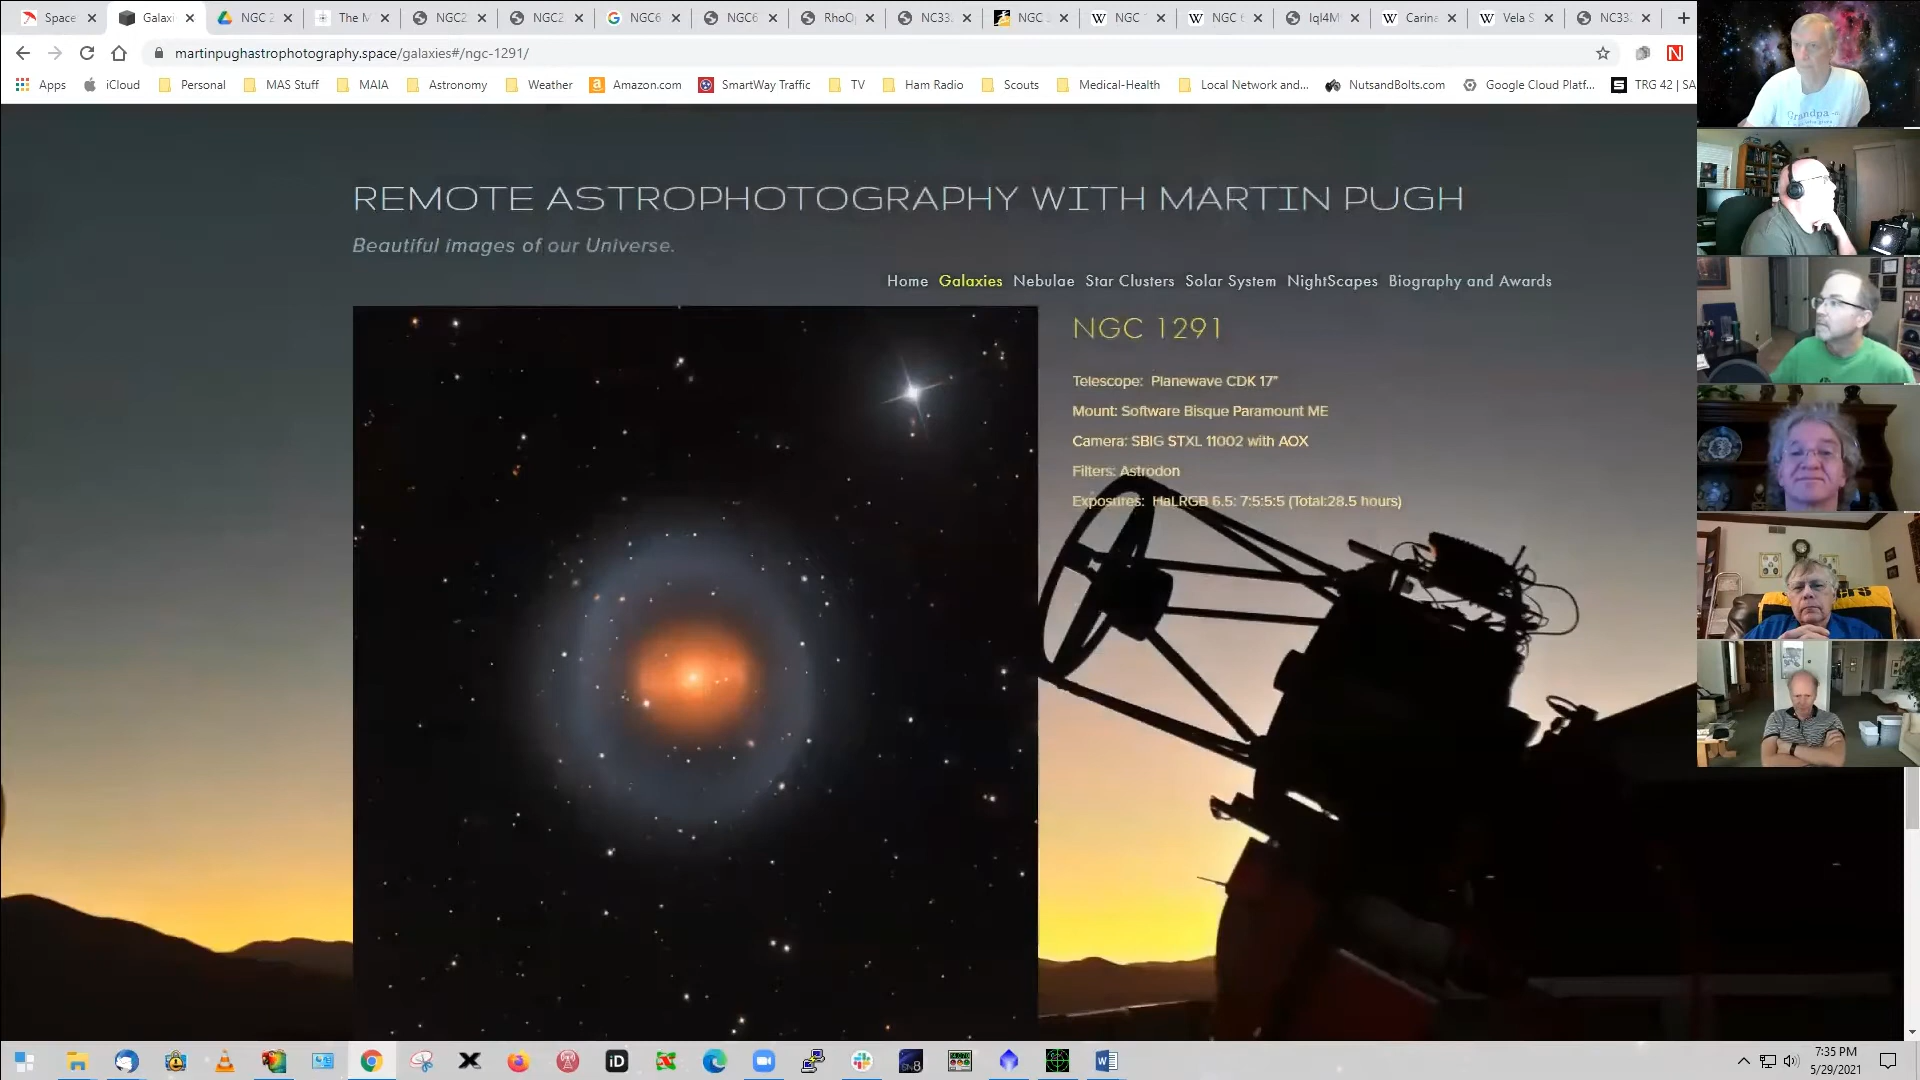 Space
Galaxi
NGC 2
The M
NGC2
NGC2
NGC6
NGC6
RhoO
NC33
NGC
NGC
NGC
Iql4M
Carina
Vela S
NC33
martinpughastrophotography.space/galaxies#/ngc-1291/
Apps iCloud Personal MAS Stuff MAIA Astronomy Weather Amazon.com SmartWay Traffic TV Ham Radio Scouts Medical-Health Local Network and... NutsandBolts.com Google Cloud Platf... TRG 42 | SA
REMOTE ASTROPHOTOGRAPHY WITH MARTIN PUGH
Beautiful images of our Universe.
Home Galaxies Nebulae Star Clusters Solar System NightScapes Biography and Awards
NGC 1291
Telescope: Planewave CDK 17"
Mount: Software Bisque Paramount ME
Camera: SBIG STXL 11002 with AOX
Filters: Astrodon
Exposures: HaLRGB 6.5: 7:5:5:5 (Total:28.5 hours)
Grandpa
7:35 PM
5/29/2021